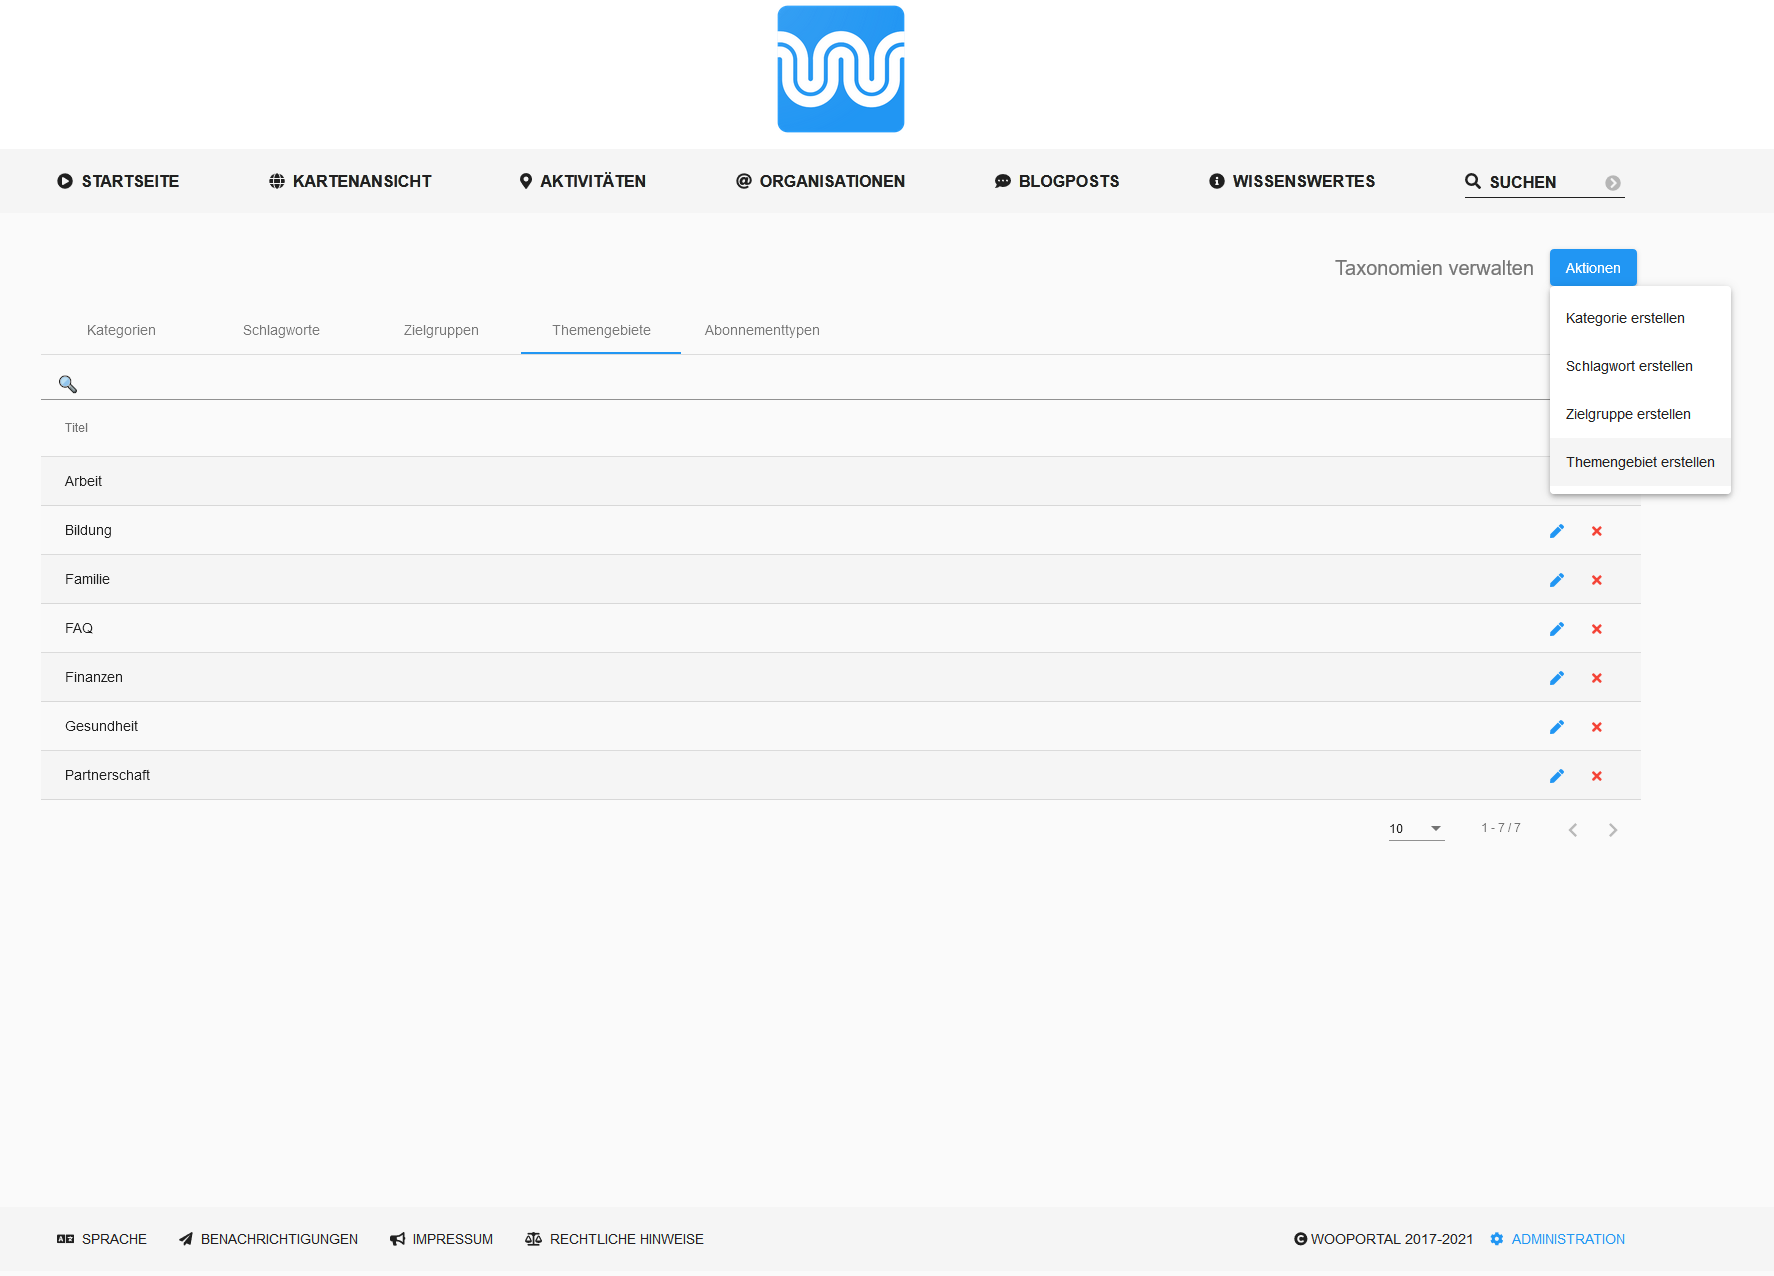 STARTSEITE
KARTENANSICHT
AKTIVITÄTEN
ORGANISATIONEN
BLOGPOSTS
WISSENSWERTES
SUCHEN
Taxonomien verwalten
Aktionen
Kategorie erstellen
Schlagwort erstellen
Zielgruppe erstellen
Themengebiet erstellen
Kategorien
Schlagworte
Zielgruppen
Themengebiete
Abonnementtypen
Titel
Arbeit
Bildung
Familie
FAQ
Finanzen
Gesundheit
Partnerschaft
10
1 - 7 / 7
SPRACHE
BENACHRICHTIGUNGEN
IMPRESSUM
RECHTLICHE HINWEISE
WOOPORTAL 2017-2021
ADMINISTRATION